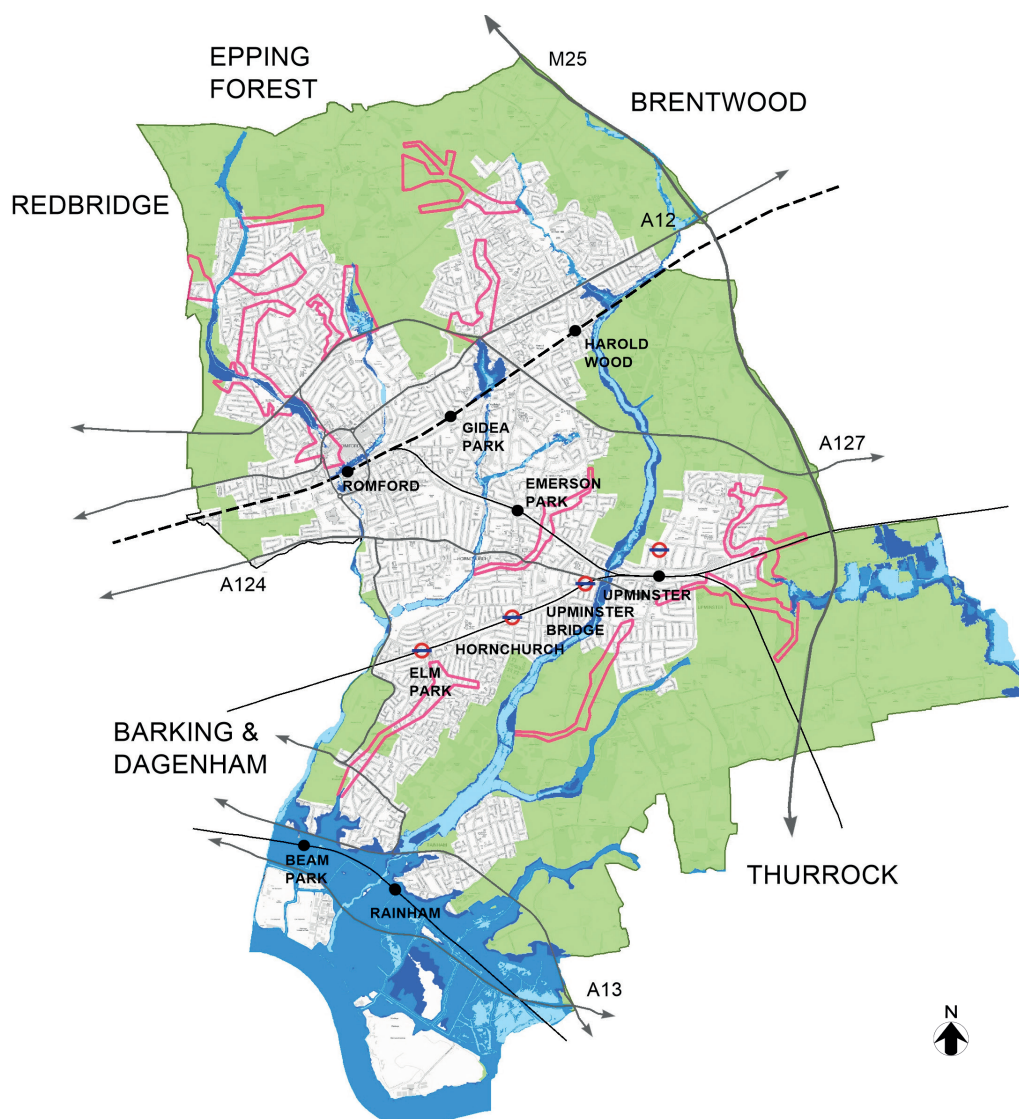 EPPING
FOREST
M25
BRENTWOOD
REDBRIDGE
A12
HAROLD
WOOD
GIDEA
PARK
A127
ROMFORD
EMERSON
PARK
A124
UPMINSTER
UPMINSTER
BRIDGE
HORNCHURCH
ELM
PARK
BARKING &
DAGENHAM
BEAM
PARK
THURROCK
RAINHAM
A13
N